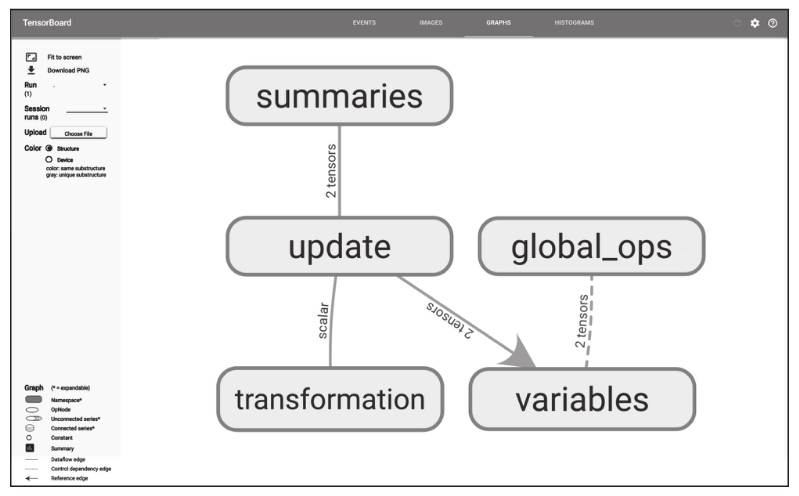 TensorBoard
EVENTS
IMAGES
GRAPHS
HISTOGRAMS
Fit to screen
Download PNG
Run
(1)
Session
runs (0)
Upload
Choose File
Color
Structure
Device
color: same substructure
gray: unique substructure
summaries
2 tensors
update
global_ops
scalar
2 tensors
2 tensors
transformation
variables
Graph (* = expandable)
Namespace*
OpNode
Unconnected series*
Connected series*
Constant
Summary
Dataflow edge
Control dependency edge
Reference edge